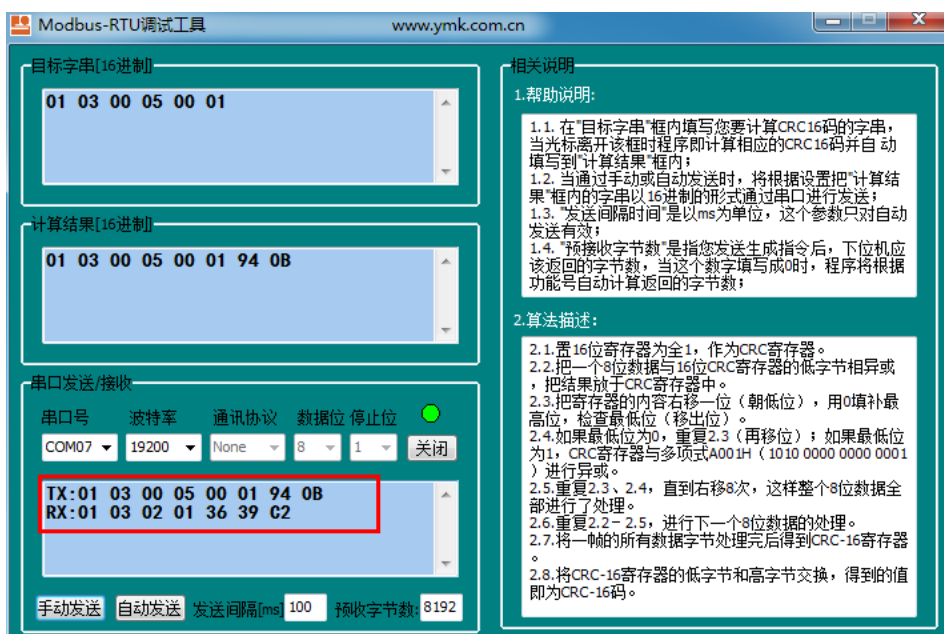 Modbus-RTU调试工具 www.ymk.com.cn
目标字串[16进制]
01 03 00 05 00 01
计算结果[16进制]
01 03 00 05 00 01 94 0B
串口发送/接收
串口号 波特率 通讯协议 数据位 停止位
COM07 19200 None 8 1 关闭
TX:01 03 00 05 00 01 94 0B
RX:01 03 02 01 36 39 C2
手动发送 自动发送 发送间隔[ms] 100 预收字节数: 8192
相关说明
1.帮助说明:
1.1. 在"目标字串"框内填写您要计算CRC16码的字串，
当光标离开该框时程序即计算相应的CRC16码并自 动
填写到"计算结果"框内；
1.2. 当通过手动或自动发送时，将根据设置把"计算结
果"框内的字串以16进制的形式通过串口进行发送；
1.3. "发送间隔时间"是以ms为单位，这个参数只对自动
发送有效；
1.4. "预接收字节数"是指您发送生成指令后，下位机应
该返回的字节数，当这个数字填写成0时，程序将根据
功能号自动计算返回的字节数；
2.算法描述：
2.1.置16位寄存器为全1，作为CRC寄存器。
2.2.把一个8位数据与16位CRC寄存器的低字节相异或
，把结果放于CRC寄存器中。
2.3.把寄存器的内容右移一位（朝低位），用0填补最
高位，检查最低位（移出位）。
2.4.如果最低位为0，重复2.3（再移位）；如果最低位
为1，CRC寄存器与多项式A001H（1010 0000 0000 0001
）进行异或。
2.5.重复2.3、2.4，直到右移8次，这样整个8位数据全
部进行了处理。
2.6.重复2.2－2.5，进行下一个8位数据的处理。
2.7.将一帧的所有数据字节处理完后得到CRC-16寄存器
。
2.8.将CRC-16寄存器的低字节和高字节交换，得到的值
即为CRC-16码。